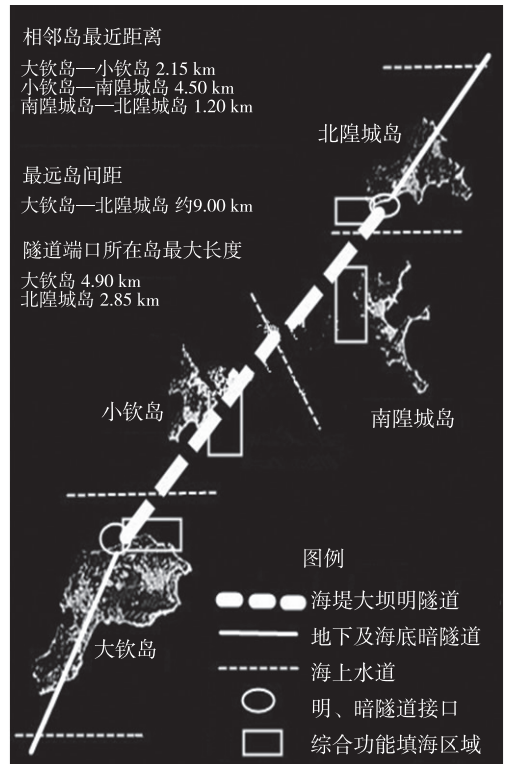 相邻岛最近距离
大钦岛—小钦岛 2.15 km
小钦岛—南隍城岛 4.50 km
南隍城岛—北隍城岛 1.20 km
北隍城岛
最远岛间距
大钦岛—北隍城岛 约9.00 km
隧道端口所在岛最大长度
大钦岛 4.90 km
北隍城岛 2.85 km
小钦岛
南隍城岛
大钦岛
图例
海堤大坝明隧道
地下及海底暗隧道
海上水道
明、暗隧道接口
综合功能填海区域